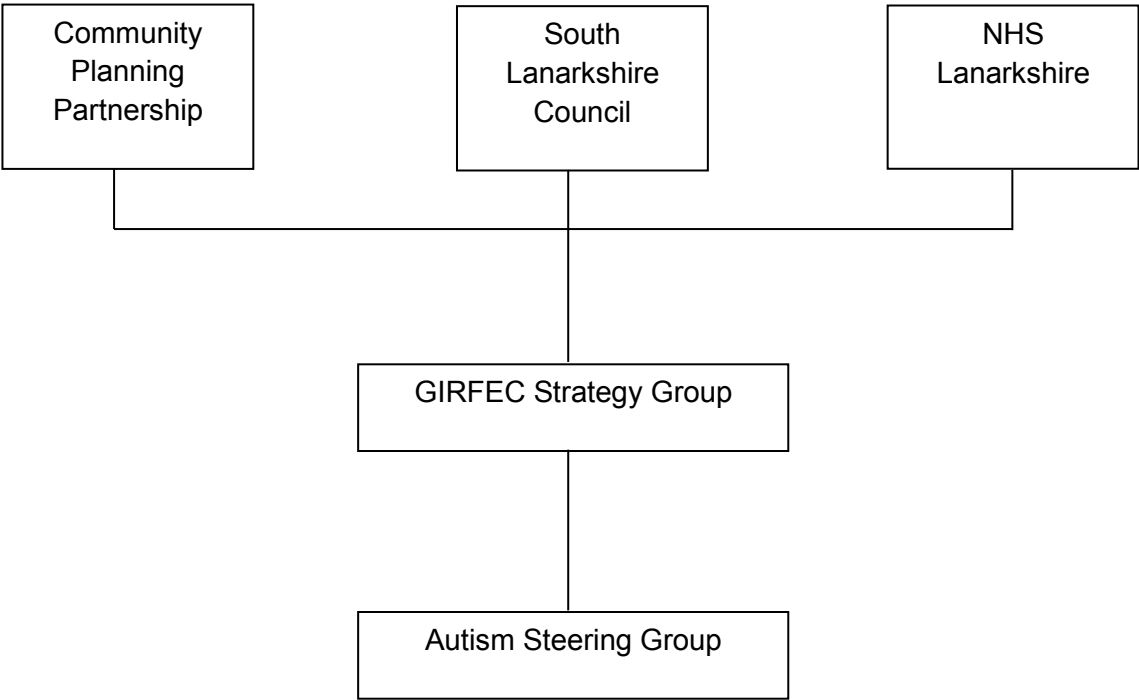 Community
Planning
Partnership
South
Lanarkshire
Council
NHS
Lanarkshire
GIRFEC Strategy Group
Autism Steering Group